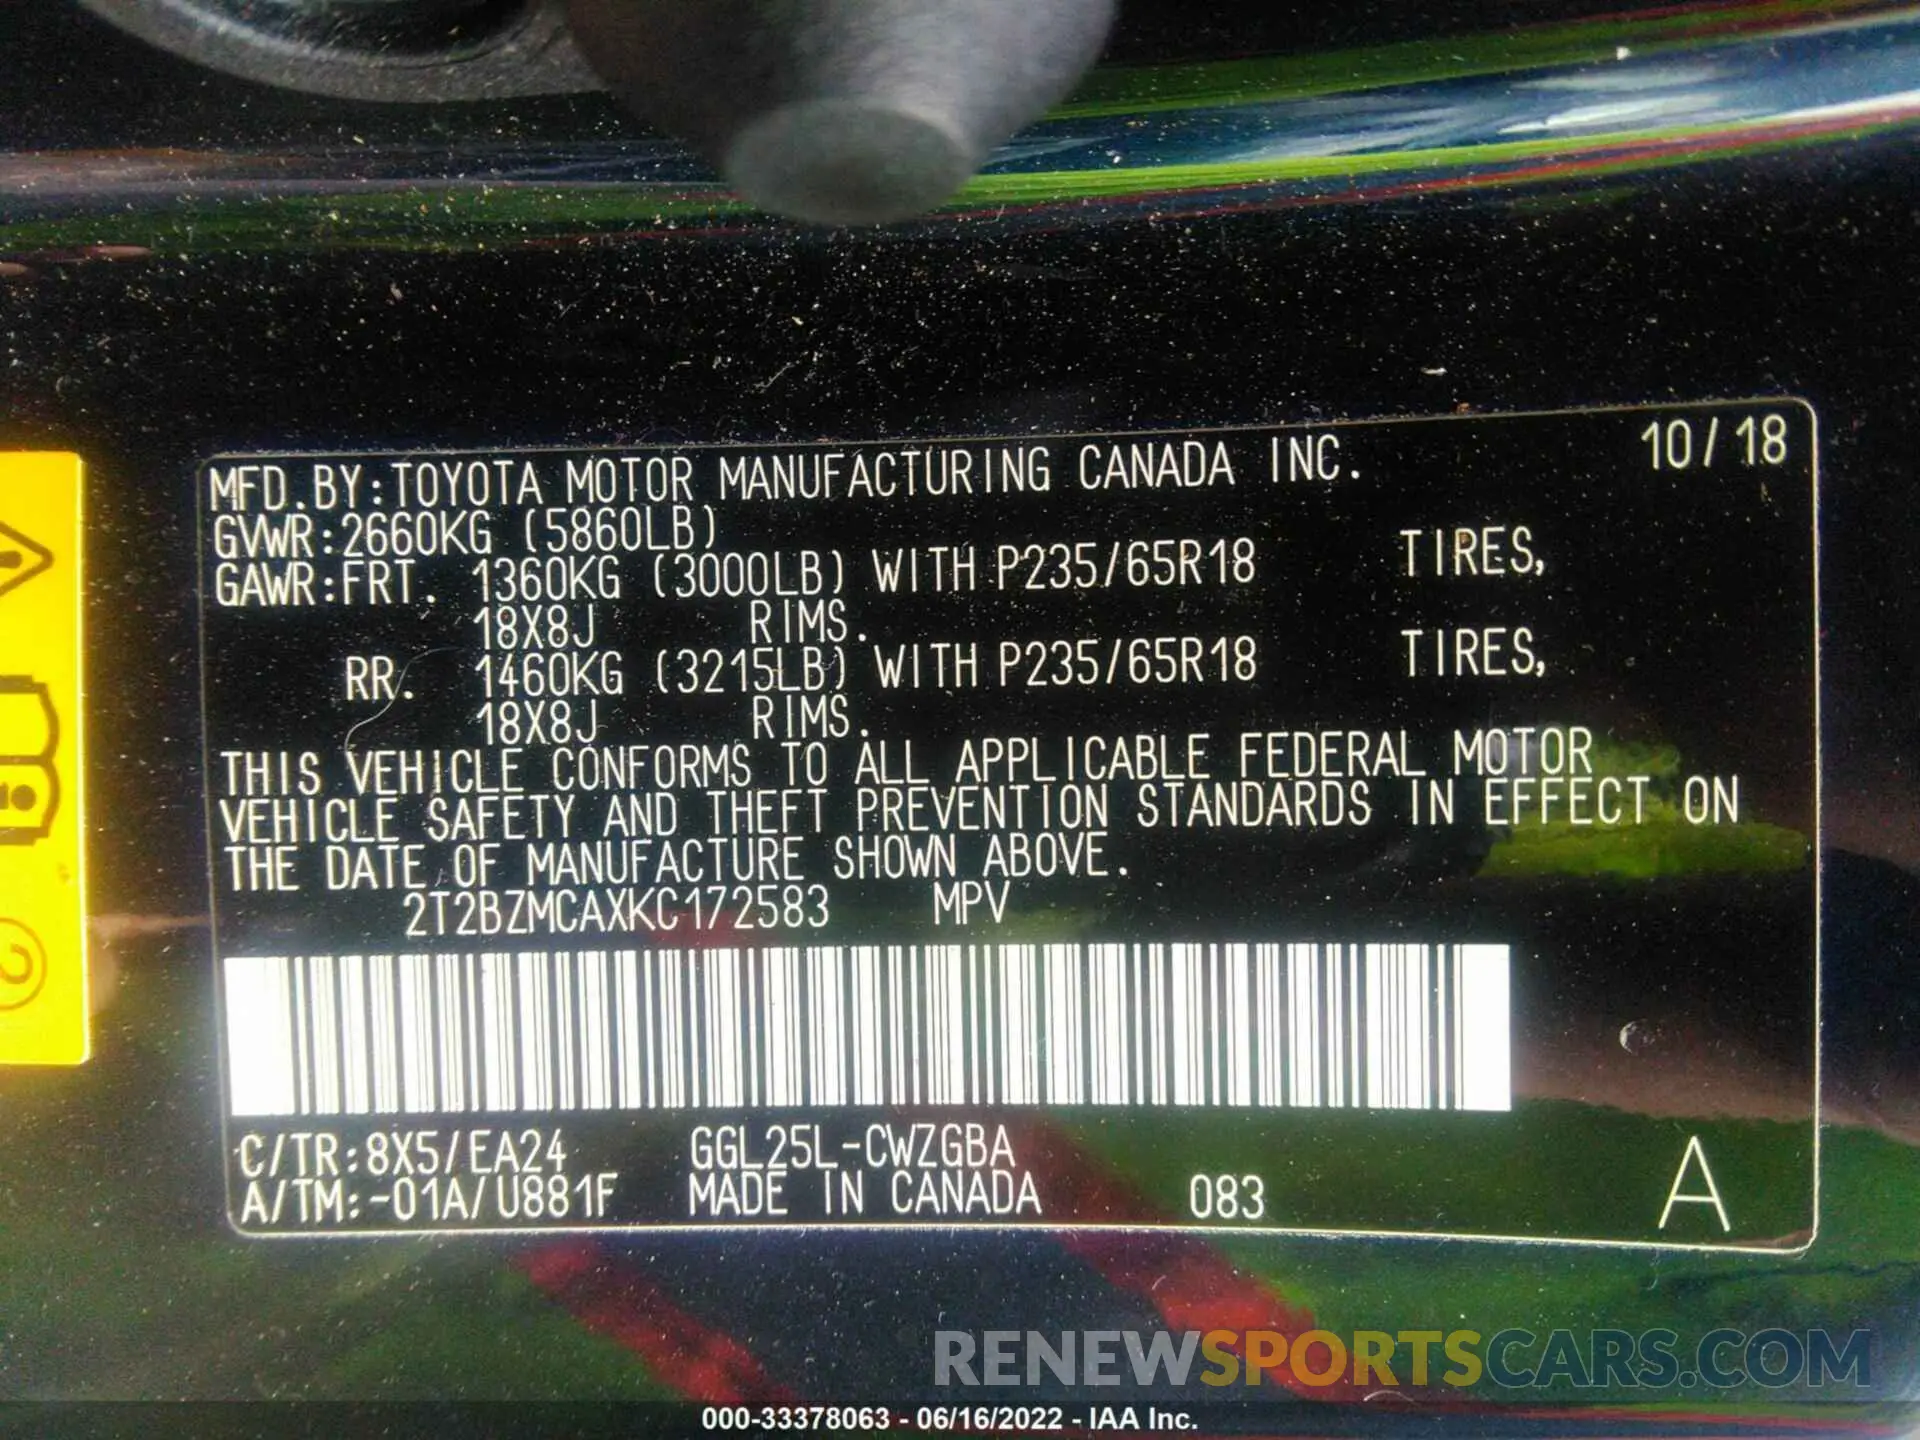 MFD.BY:TOYOTA MOTOR MANUFACTURING CANADA INC. 10/18
GVWR:2660KG (5860LB)
GAWR:FRT. 1360KG (3000LB) WITH P235/65R18 TIRES,
18X8J RIMS.
RR. 1460KG (3215LB) WITH P235/65R18 TIRES,
18X8J RIMS.
THIS VEHICLE CONFORMS TO ALL APPLICABLE FEDERAL MOTOR
VEHICLE SAFETY AND THEFT PREVENTION STANDARDS IN EFFECT ON
THE DATE OF MANUFACTURE SHOWN ABOVE.
2T2BZMCAXKC172583 MPV
C/TR:8X5/EA24 GGL25L-CWZGBA
A/TM:-01A/U881F MADE IN CANADA 083 A
2
RENEWSPORTSCARS.COM
000-33378063 - 06/16/2022 - IAA Inc.